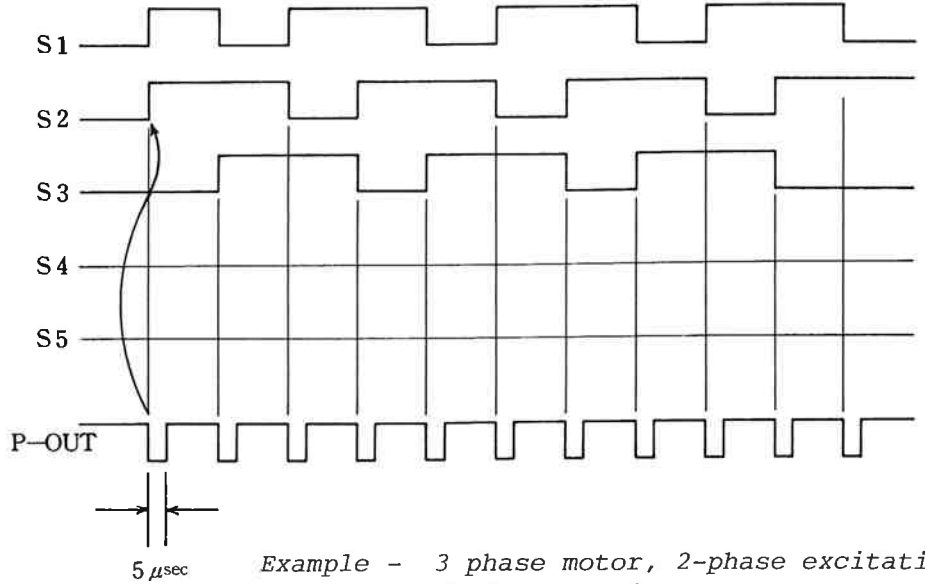 S1
S2
S3
S4
S5
P-OUT
5 μsec
Example - 3 phase motor, 2-phase excitati